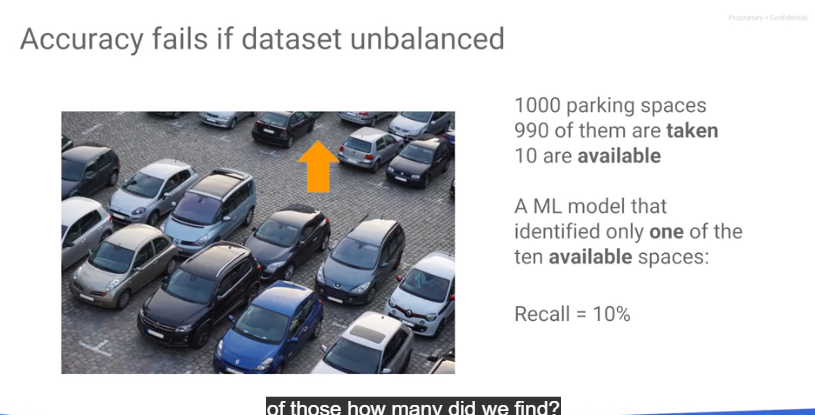 Proprietary + Confidential
Accuracy fails if dataset unbalanced
1000 parking spaces
990 of them are taken
10 are available
A ML model that
identified only one of the
ten available spaces:
Recall = 10%
of those how many did we find?